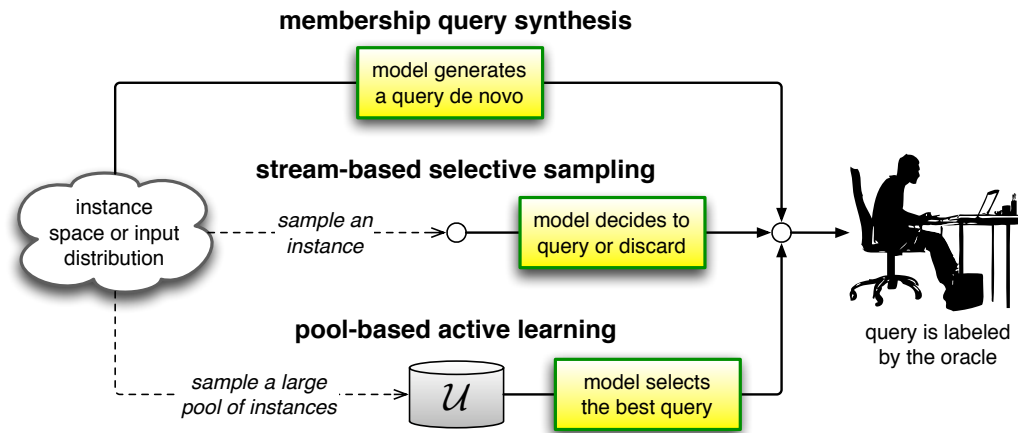 membership query synthesis
model generates
a query de novo
stream-based selective sampling
instance
space or input
distribution
sample an
instance
model decides to
query or discard
query is labeled
by the oracle
pool-based active learning
sample a large
pool of instances
U
model selects
the best query